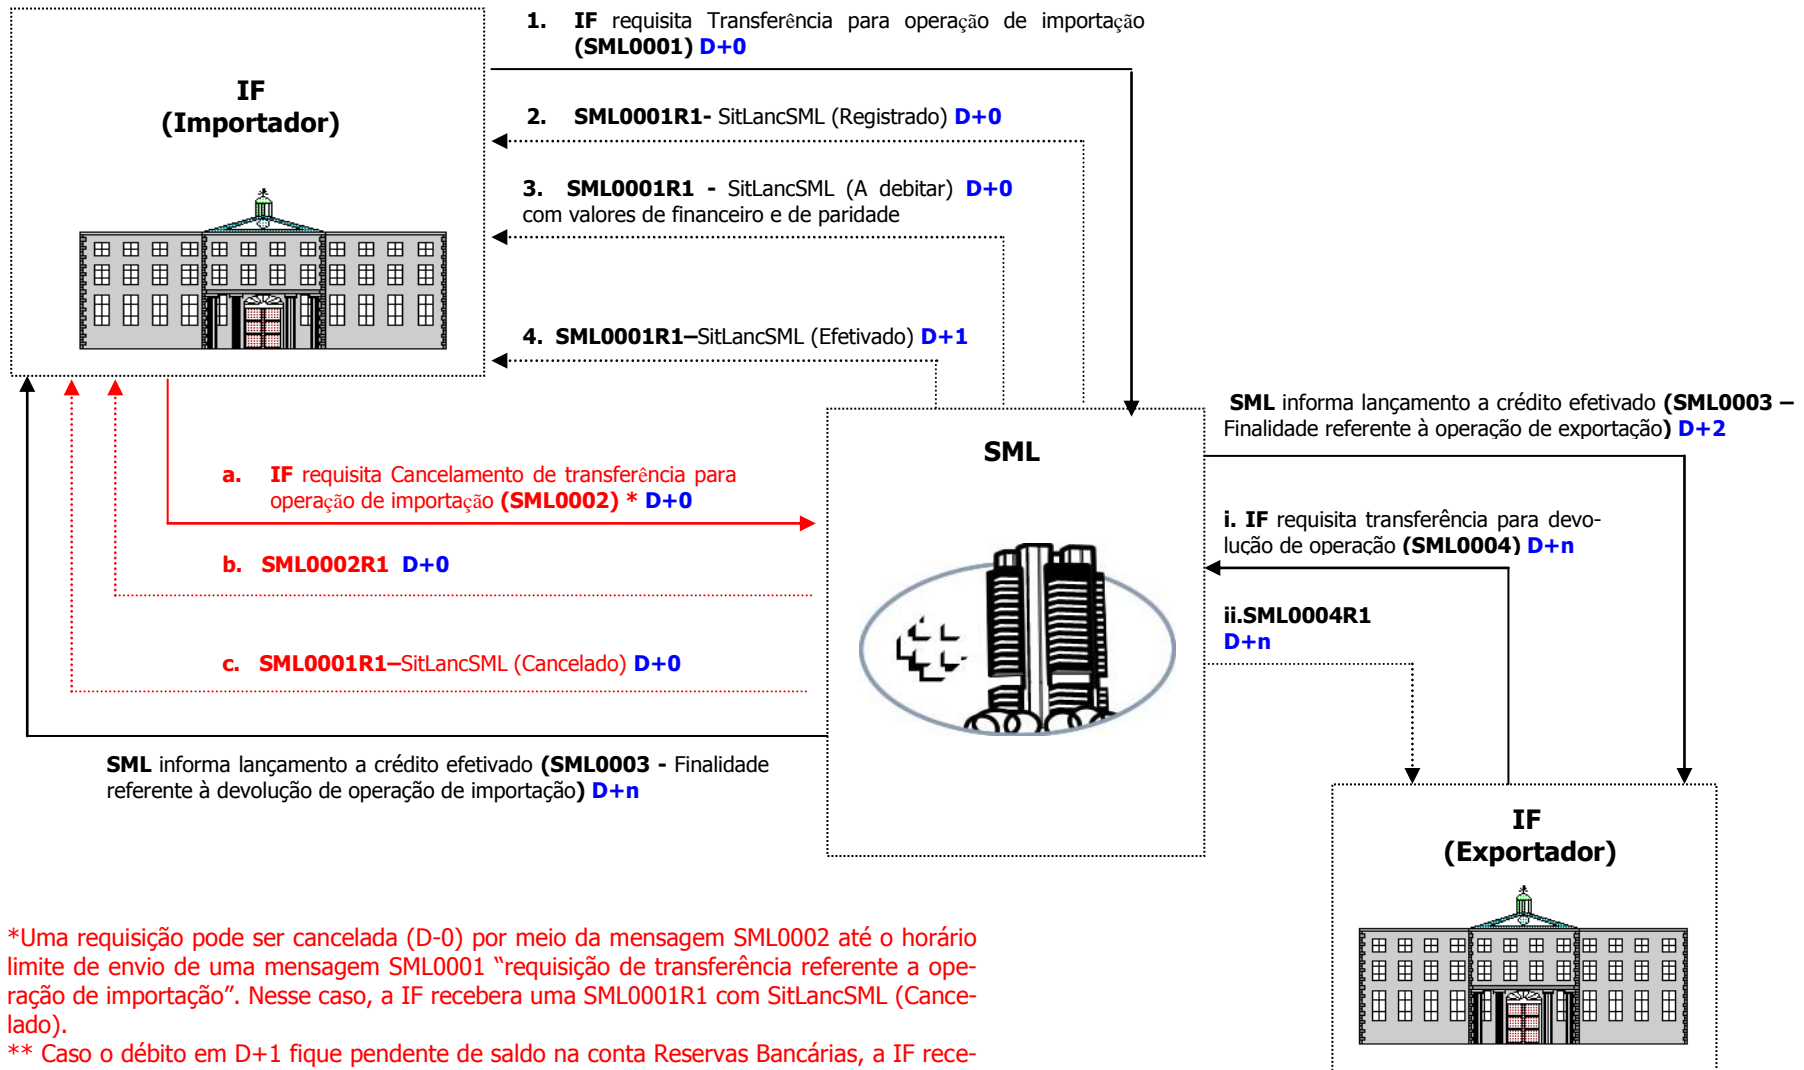 1. IF requisita Transferência para operação de importação
(SML0001) D+0
IF
(Importador)
2. SML0001R1- SitLancSML (Registrado) D+0
3. SML0001R1 - SitLancSML (A debitar) D+0
com valores de financeiro e de paridade
4. SML0001R1–SitLancSML (Efetivado) D+1
SML informa lançamento a crédito efetivado (SML0003 –
Finalidade referente à operação de exportação) D+2
SML
a. IF requisita Cancelamento de transferência para
operação de importação (SML0002) * D+0
i. IF requisita transferência para devo-
lução de operação (SML0004) D+n
b. SML0002R1 D+0
ii.SML0004R1
D+n
c. SML0001R1–SitLancSML (Cancelado) D+0
SML informa lançamento a crédito efetivado (SML0003 - Finalidade
referente à devolução de operação de importação) D+n
IF
(Exportador)
*Uma requisição pode ser cancelada (D-0) por meio da mensagem SML0002 até o horário
limite de envio de uma mensagem SML0001 “requisição de transferência referente a ope-
ração de importação”. Nesse caso, a IF recebera uma SML0001R1 com SitLancSML (Cance-
lado).
** Caso o débito em D+1 fique pendente de saldo na conta Reservas Bancárias, a IF rece-